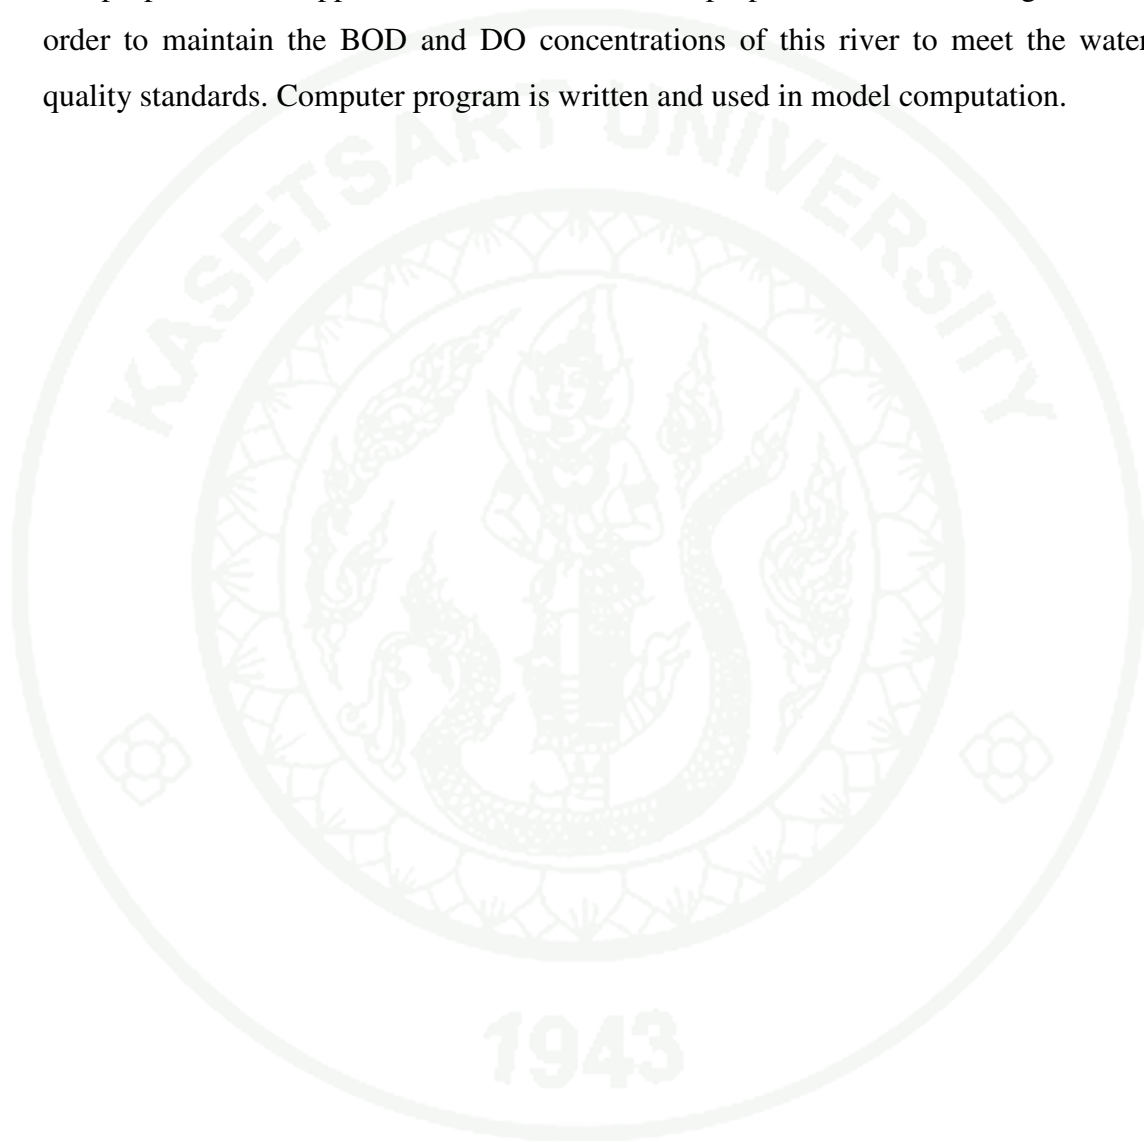 order to maintain the BOD and DO concentrations of this river to meet the water
quality standards. Computer program is written and used in model computation.
KASETSART UNIVERSITY
1943